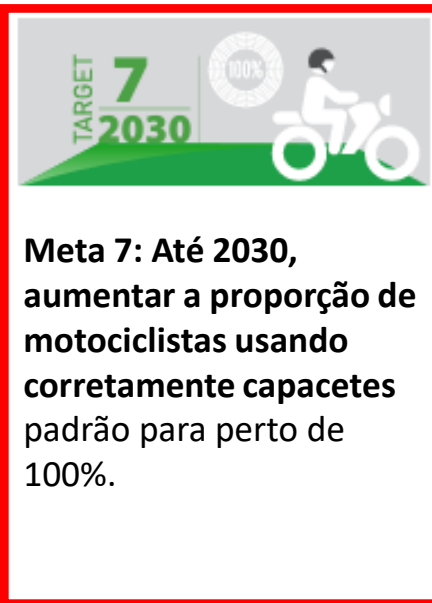 TARGET
7
2030
100%
Meta 7: Até 2030,
aumentar a proporção de
motociclistas usando
corretamente capacetes
padrão para perto de
100%.